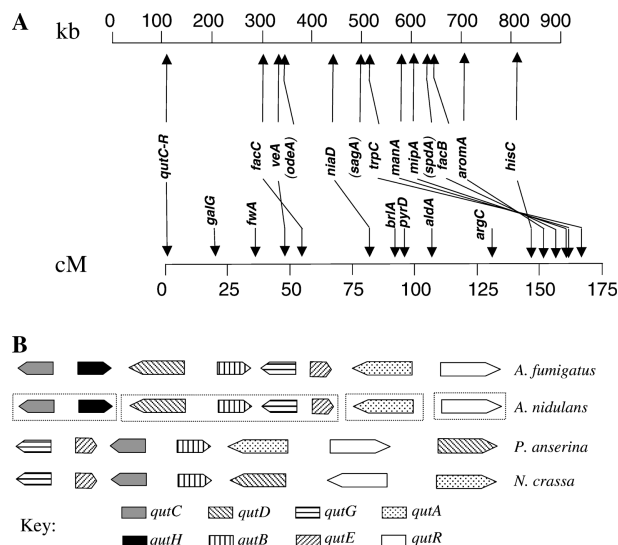 A
kb
0 100 200 300 400 500 600 700 800 900
qutC-R
facC
veA
(odeA)
niaD
(sagA)
trpC
manA
mipA
(spdA)
facB
aromA
hisC
galG
fwA
brlA
pyrD
aldA
argC
cM
0 25 50 75 100 125 150 175
B
A. fumigatus
A. nidulans
P. anserina
N. crassa
Key:
qutC qutD qutG qutA
qutH qutB qutE qutR